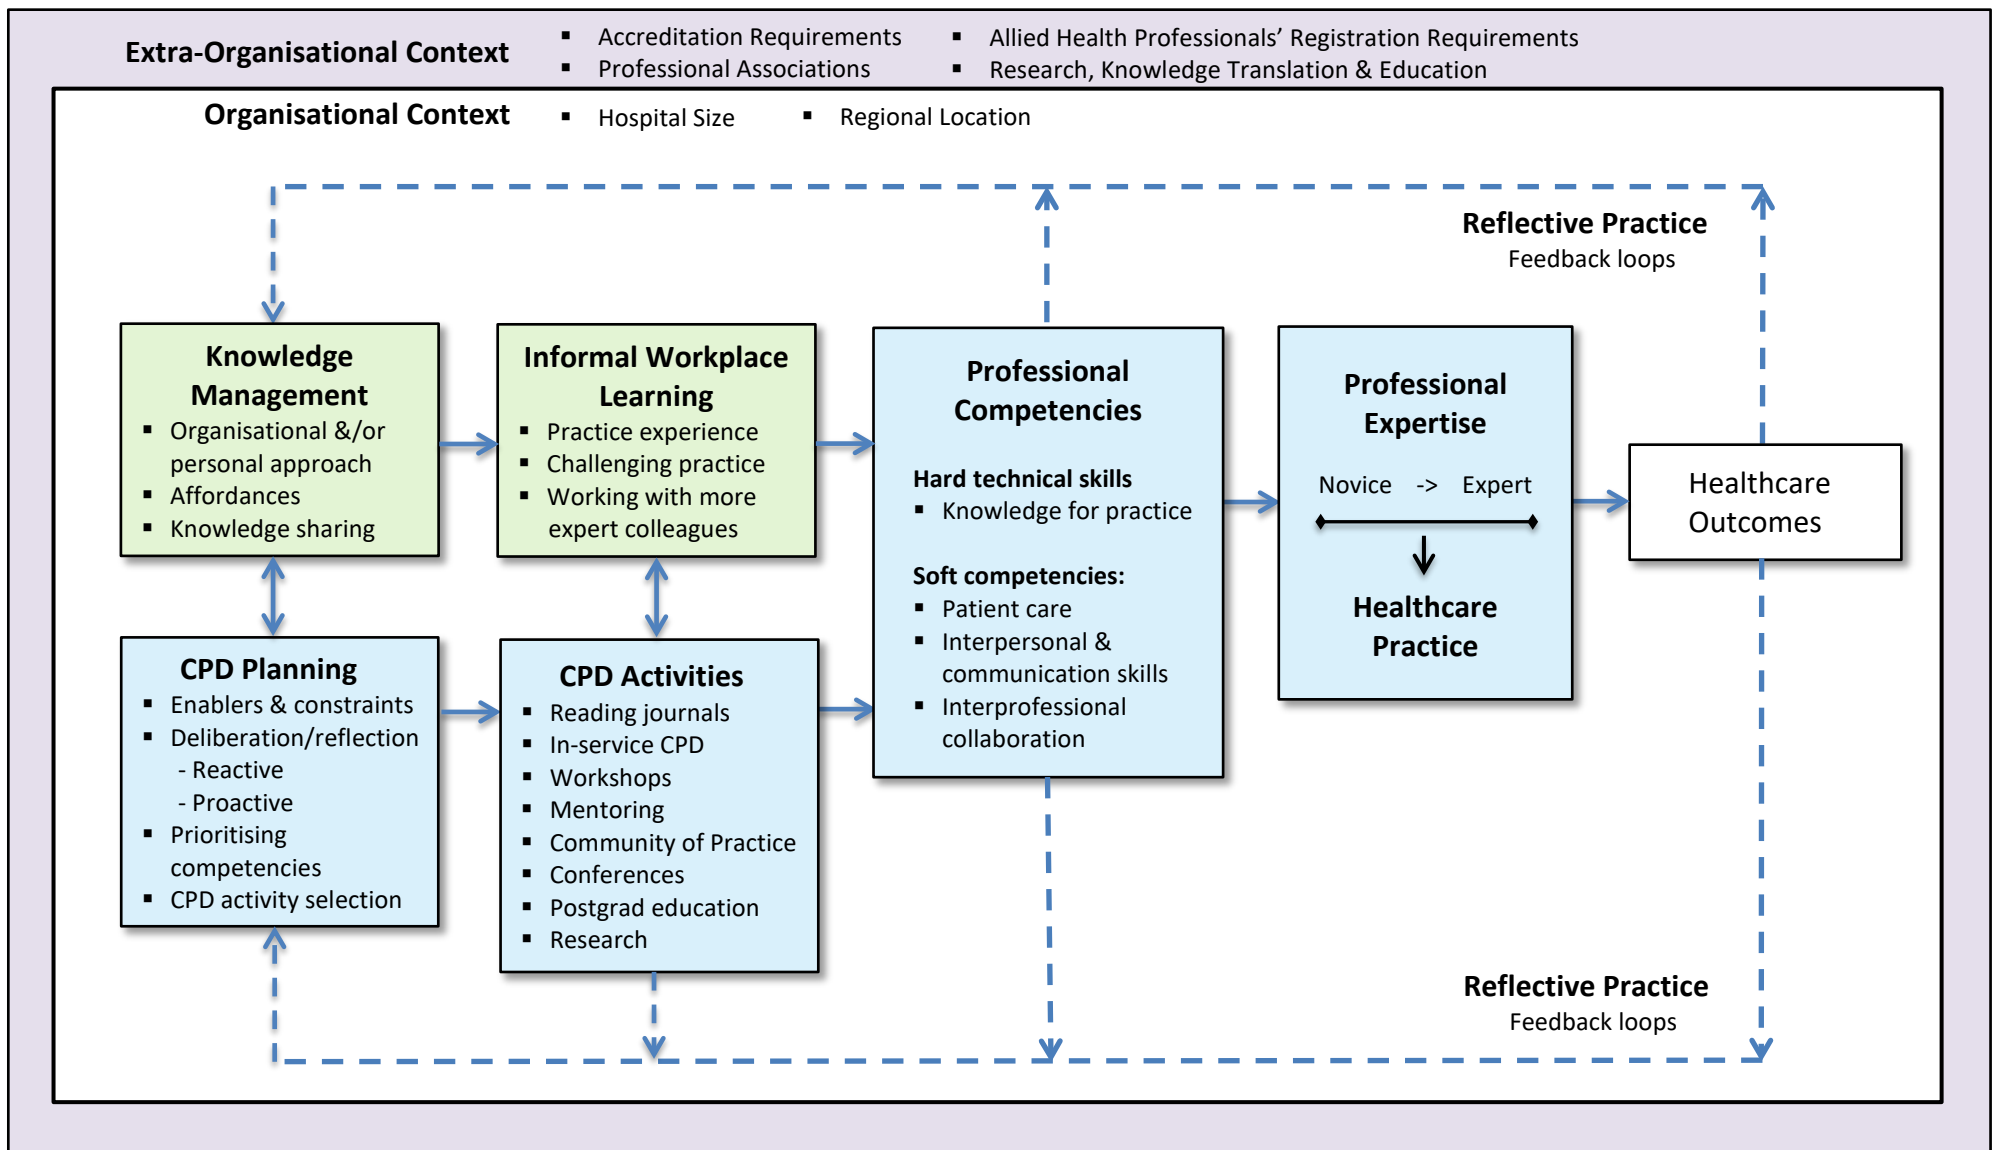 Extra-Organisational Context
▪ Accreditation Requirements
▪ Professional Associations
▪ Allied Health Professionals’ Registration Requirements
▪ Research, Knowledge Translation & Education
Organisational Context
▪ Hospital Size
▪ Regional Location
Reflective Practice
Feedback loops
Knowledge
Management
▪ Organisational &/or
personal approach
▪ Affordances
▪ Knowledge sharing
Informal Workplace
Learning
▪ Practice experience
▪ Challenging practice
▪ Working with more
expert colleagues
CPD Planning
▪ Enablers & constraints
▪ Deliberation/reflection
- Reactive
- Proactive
▪ Prioritising
competencies
▪ CPD activity selection
CPD Activities
▪ Reading journals
▪ In-service CPD
▪ Workshops
▪ Mentoring
▪ Community of Practice
▪ Conferences
▪ Postgrad education
▪ Research
Professional
Competencies
Hard technical skills
▪ Knowledge for practice
Soft competencies:
▪ Patient care
▪ Interpersonal &
communication skills
▪ Interprofessional
collaboration
Professional
Expertise
Novice -> Expert
Healthcare
Practice
Healthcare
Outcomes
Reflective Practice
Feedback loops